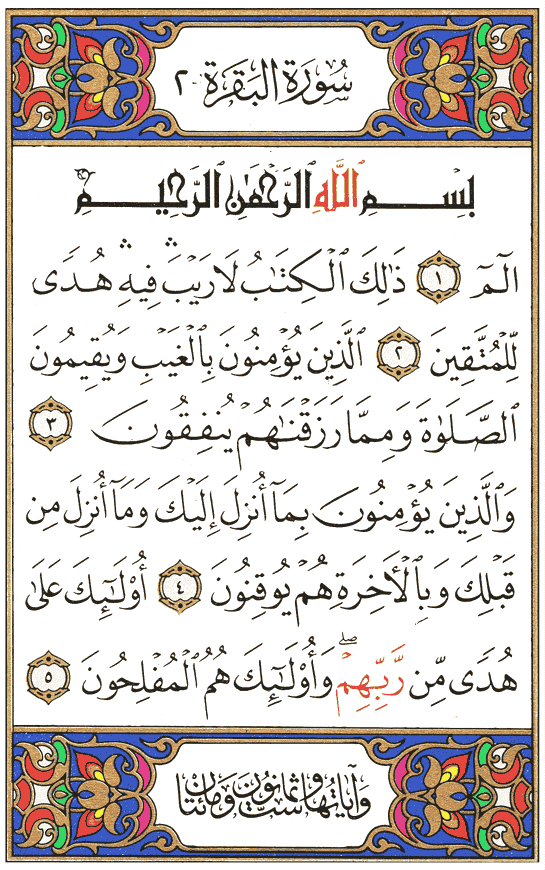 سُورَةُ البَقَرَةِ ٢
بِسْمِ ٱللَّهِ ٱلرَّحْمَٰنِ ٱلرَّحِيمِ
الٓمٓ ١ ذَٰلِكَ ٱلْكِتَٰبُ لَا رَيْبَ ۛ فِيهِ ۛ هُدًى
لِّلْمُتَّقِينَ ٢ ٱلَّذِينَ يُؤْمِنُونَ بِٱلْغَيْبِ وَيُقِيمُونَ
ٱلصَّلَوٰةَ وَمِمَّا رَزَقْنَٰهُمْ يُنفِقُونَ ٣
وَٱلَّذِينَ يُؤْمِنُونَ بِمَآ أُنزِلَ إِلَيْكَ وَمَآ أُنزِلَ مِن
قَبْلِكَ وَبِٱلْأَخِرَةِ هُمْ يُوقِنُونَ ٤ أُو۟لَٰٓئِكَ عَلَىٰ
هُدًى مِّن رَّبِّهِمْ ۖ وَأُو۟لَٰٓئِكَ هُمُ ٱلْمُفْلِحُونَ ٥
وَآيَاتُهَا سِتٌّ وَثَمَانُونَ وَمِائَتَانِ